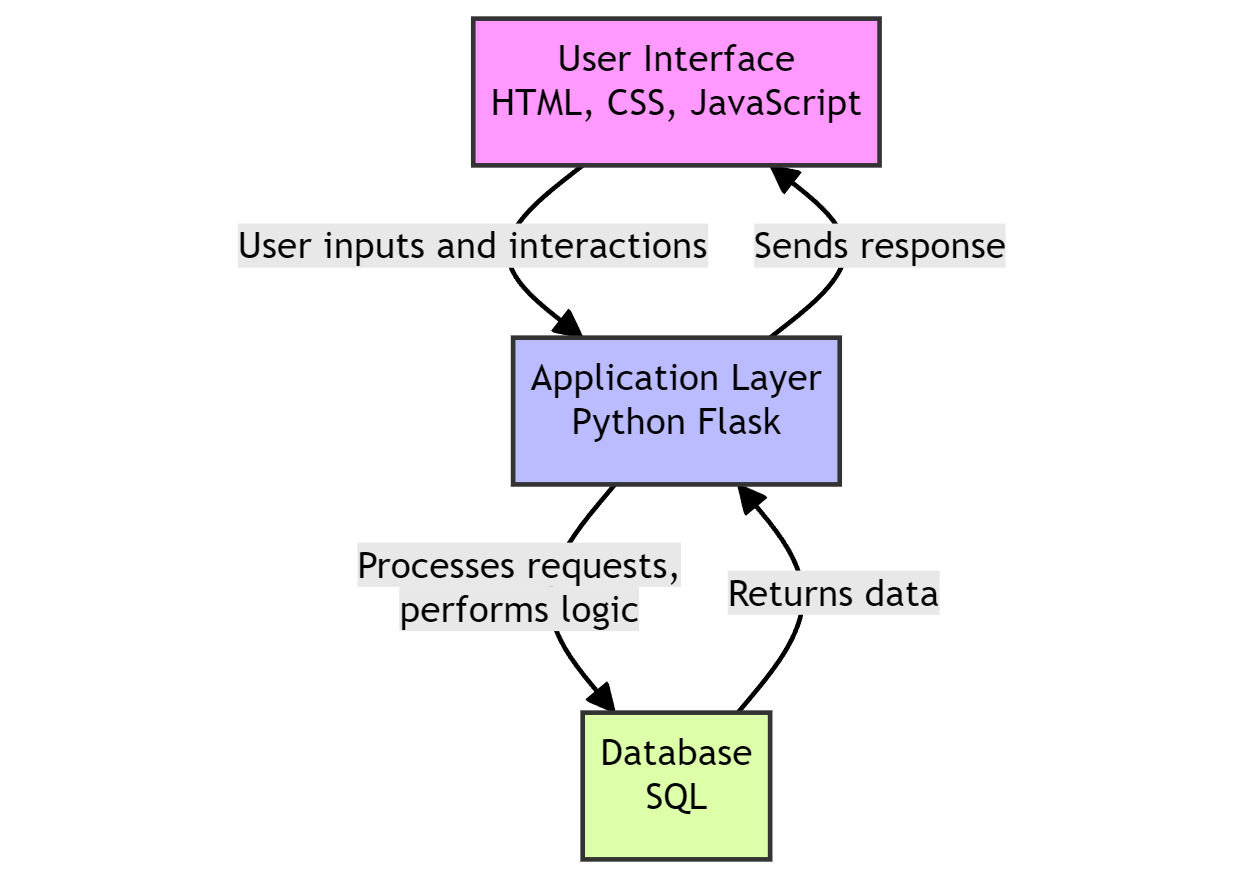 User Interface
HTML, CSS, JavaScript
User inputs and interactions
Sends response
Application Layer
Python Flask
Processes requests,
performs logic
Returns data
Database
SQL